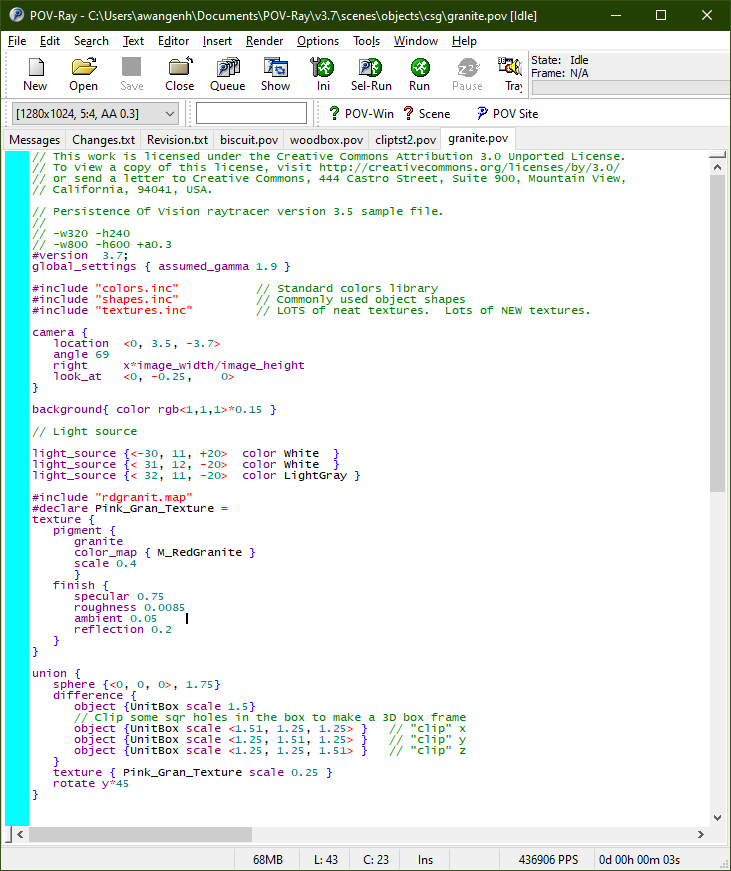 POV-Ray - C:\Users\awangenh\Documents\POV-Ray\v3.7\scenes\objects\csg\granite.pov [Idle]
File Edit Search Text Editor Insert Render Options Tools Window Help
New Open Save Close Queue Show Ini Sel-Run Run Pause Tray
State: Idle
Frame: N/A
[1280x1024, 5:4, AA 0.3] POV-Win Scene POV Site
Messages Changes.txt Revision.txt biscuit.pov woodbox.pov cliptst2.pov granite.pov
// This work is licensed under the Creative Commons Attribution 3.0 Unported License.
// To view a copy of this license, visit http://creativecommons.org/licenses/by/3.0/
// or send a letter to Creative Commons, 444 Castro Street, Suite 900, Mountain View,
// California, 94041, USA.
// Persistence Of Vision raytracer version 3.5 sample file.
//
// -w320 -h240
// -w800 -h600 +a0.3
#version  3.7;
global_settings { assumed_gamma 1.9 }
#include "colors.inc"           // Standard colors library
#include "shapes.inc"           // Commonly used object shapes
#include "textures.inc"         // LOTS of neat textures.  Lots of NEW textures.
camera {
   location  <0, 3.5, -3.7>
   angle 69
   right     x*image_width/image_height
   look_at   <0, -0.25,    0>
}
background{ color rgb<1,1,1>*0.15 }
// Light source
light_source {<-30, 11, +20>  color White  }
light_source {< 31, 12, -20>  color White  }
light_source {< 32, 11, -20>  color LightGray }
#include "rdgranit.map"
#declare Pink_Gran_Texture =
texture {
   pigment {
      granite
      color_map { M_RedGranite }
      scale 0.4
      }
   finish {
      specular 0.75
      roughness 0.0085
      ambient 0.05
      reflection 0.2
   }
}
union {
   sphere {<0, 0, 0>, 1.75}
   difference {
      object {UnitBox scale 1.5}
      // Clip some sqr holes in the box to make a 3D box frame
      object {UnitBox scale <1.51, 1.25, 1.25> }   // "clip" x
      object {UnitBox scale <1.25, 1.51, 1.25> }   // "clip" y
      object {UnitBox scale <1.25, 1.25, 1.51> }   // "clip" z
   }
   texture { Pink_Gran_Texture scale 0.25 }
   rotate y*45
}
68MB L: 43 C: 23 Ins 436906 PPS 0d 00h 00m 03s